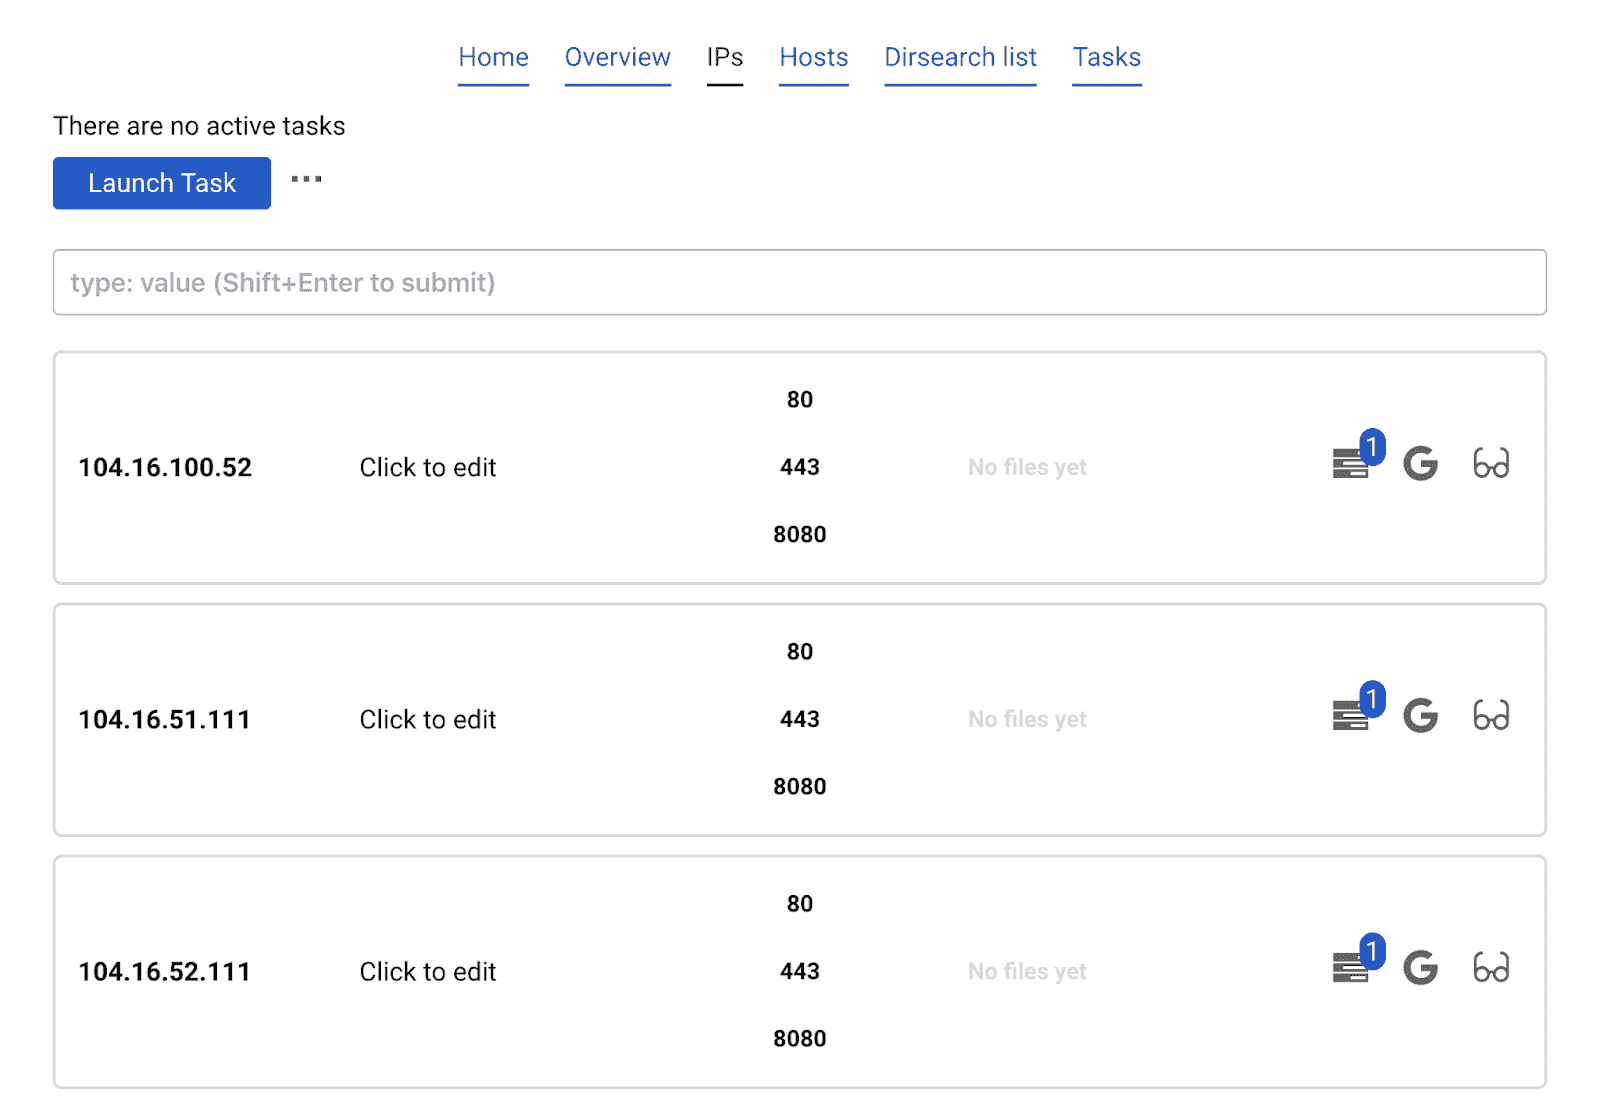 Home Overview IPs Hosts Dirsearch list Tasks
There are no active tasks
Launch Task ...
type: value (Shift+Enter to submit)
80
104.16.100.52 Click to edit 443 No files yet 1
8080
80
104.16.51.111 Click to edit 443 No files yet 1
8080
80
104.16.52.111 Click to edit 443 No files yet 1
8080